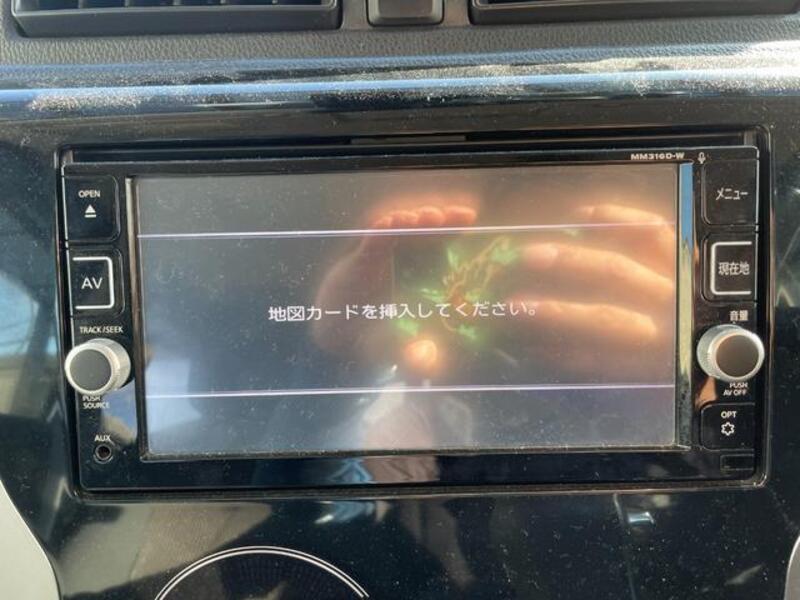 MM316D-W
OPEN
メニュー
AV
現在地
地図カードを挿入してください。
音量
TRACK/SEEK
PUSH
SOURCE
PUSH
AV OFF
AUX
OPT